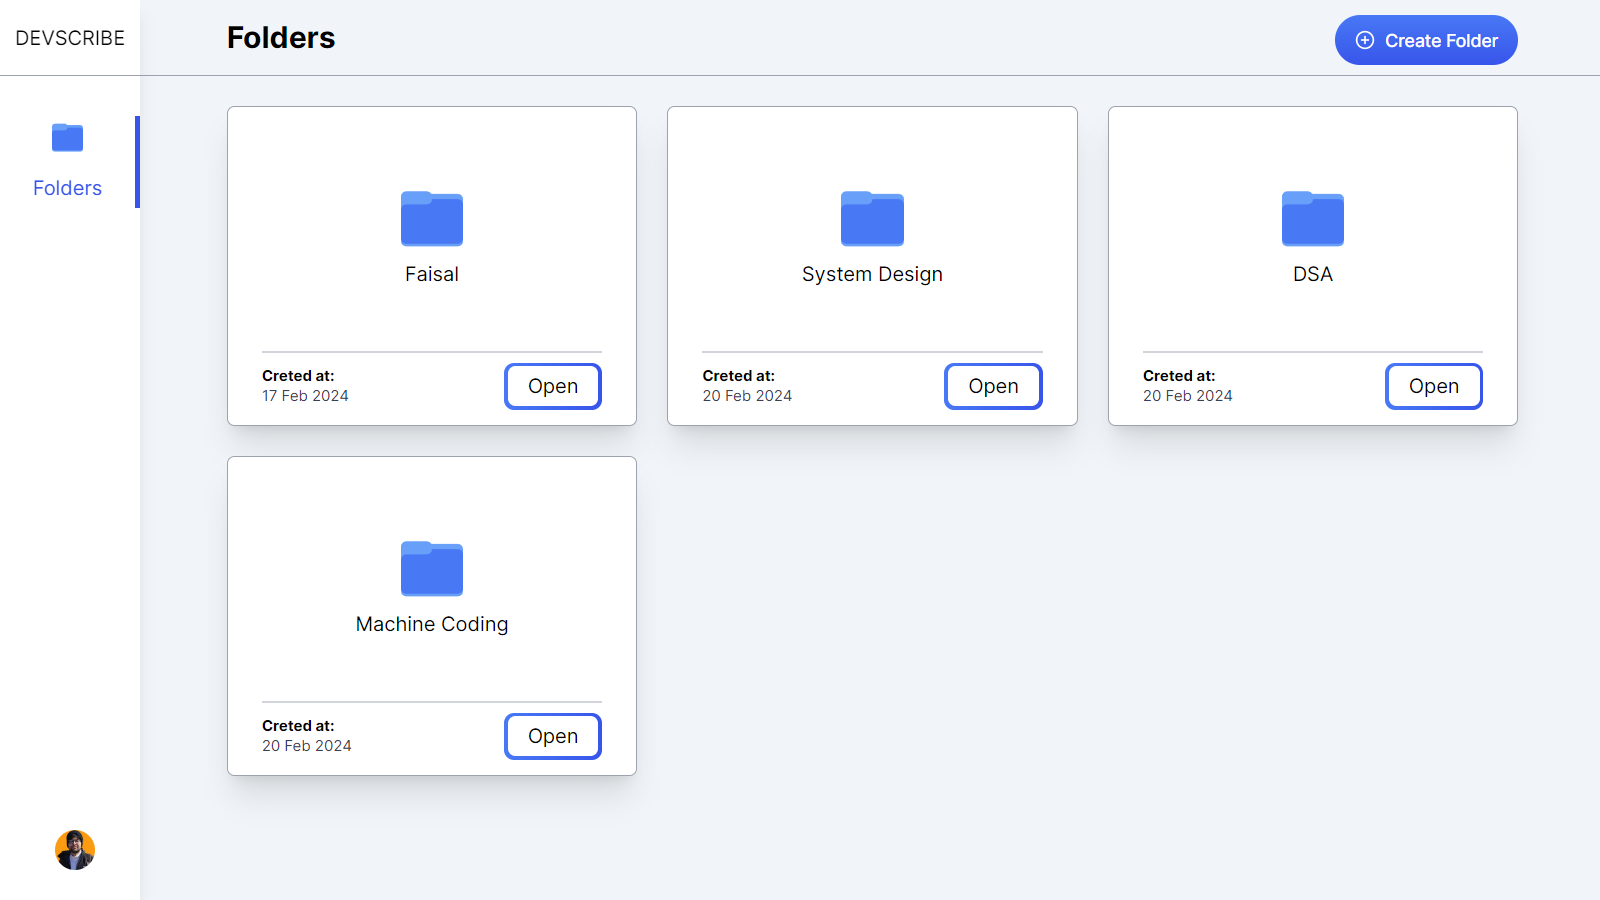 DEVSCRIBE
Folders
Create Folder
Folders
Faisal
Creted at:
17 Feb 2024
Open
System Design
Creted at:
20 Feb 2024
Open
DSA
Creted at:
20 Feb 2024
Open
Machine Coding
Creted at:
20 Feb 2024
Open